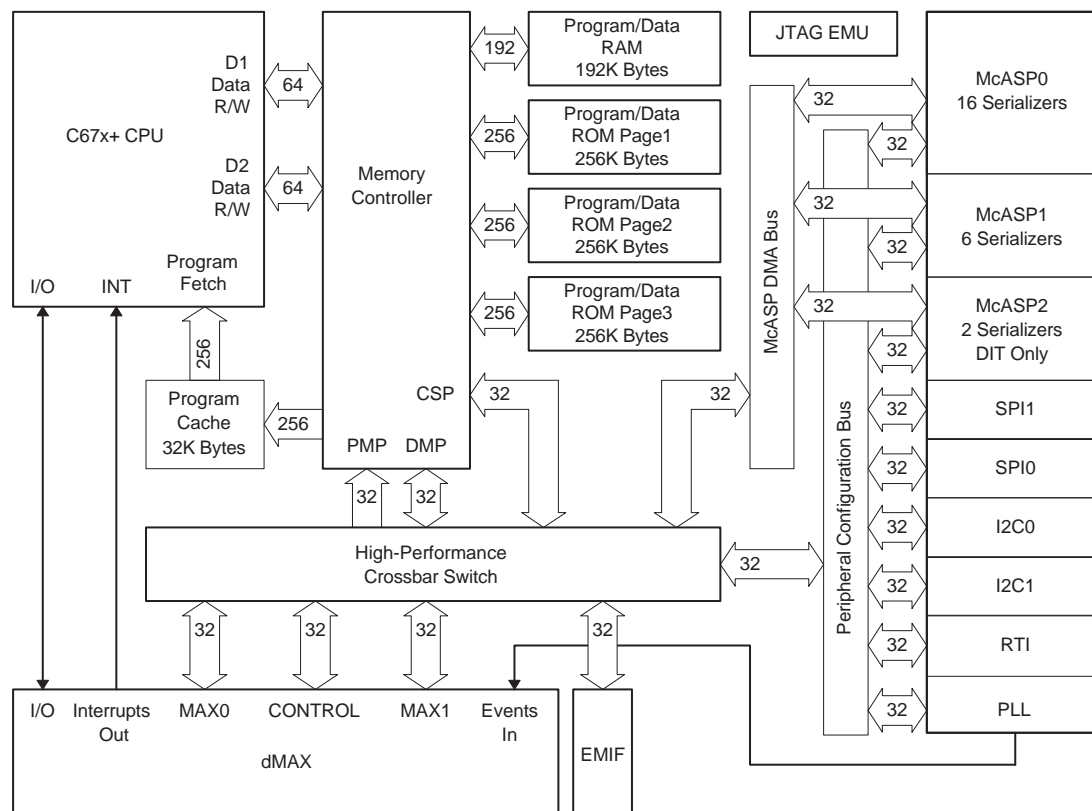 C67x+ CPU
D1
Data
R/W
D2
Data
R/W
Program
Fetch
I/O
INT
64
64
256
Program
Cache
32K Bytes
256
Memory
Controller
CSP
PMP
DMP
192
Program/Data
RAM
192K Bytes
256
Program/Data
ROM Page1
256K Bytes
256
Program/Data
ROM Page2
256K Bytes
256
Program/Data
ROM Page3
256K Bytes
32
32
32
32
High-Performance
Crossbar Switch
32
32
32
32
32
I/O
Interrupts
Out
MAX0
CONTROL
MAX1
Events
In
dMAX
EMIF
JTAG EMU
McASP DMA Bus
Peripheral Configuration Bus
32
32
32
32
32
32
32
32
32
32
32
32
McASP0
16 Serializers
McASP1
6 Serializers
McASP2
2 Serializers
DIT Only
SPI1
SPI0
I2C0
I2C1
RTI
PLL